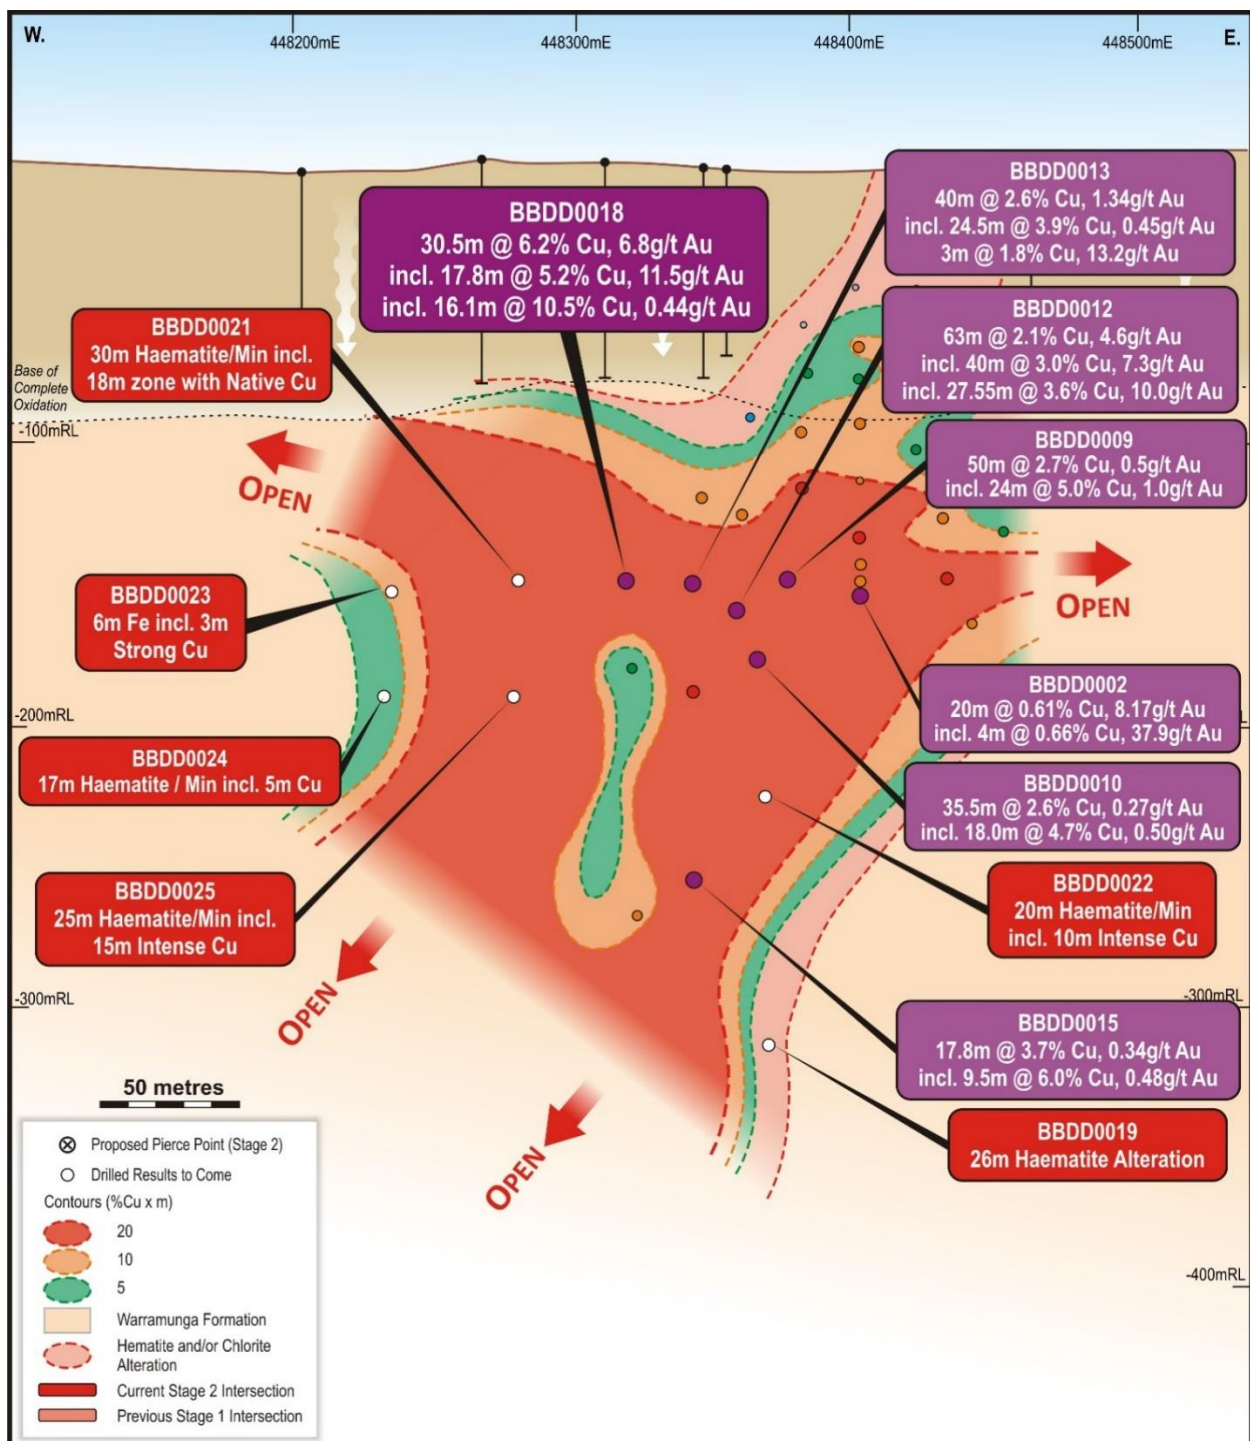 W.
448200mE
448300mE
448400mE
448500mE
E.
BBDD0013
40m @ 2.6% Cu, 1.34g/t Au
incl. 24.5m @ 3.9% Cu, 0.45g/t Au
3m @ 1.8% Cu, 13.2g/t Au
BBDD0018
30.5m @ 6.2% Cu, 6.8g/t Au
incl. 17.8m @ 5.2% Cu, 11.5g/t Au
incl. 16.1m @ 10.5% Cu, 0.44g/t Au
BBDD0012
63m @ 2.1% Cu, 4.6g/t Au
incl. 40m @ 3.0% Cu, 7.3g/t Au
incl. 27.55m @ 3.6% Cu, 10.0g/t Au
BBDD0021
30m Haematite/Min incl.
18m zone with Native Cu
Base of
Complete
Oxidation
-100mRL
BBDD0009
50m @ 2.7% Cu, 0.5g/t Au
incl. 24m @ 5.0% Cu, 1.0g/t Au
OPEN
OPEN
BBDD0023
6m Fe incl. 3m
Strong Cu
BBDD0002
20m @ 0.61% Cu, 8.17g/t Au
incl. 4m @ 0.66% Cu, 37.9g/t Au
-200mRL
BBDD0024
17m Haematite / Min incl. 5m Cu
BBDD0010
35.5m @ 2.6% Cu, 0.27g/t Au
incl. 18.0m @ 4.7% Cu, 0.50g/t Au
BBDD0025
25m Haematite/Min incl.
15m Intense Cu
BBDD0022
20m Haematite/Min
incl. 10m Intense Cu
OPEN
-300mRL
-300mRL
BBDD0015
17.8m @ 3.7% Cu, 0.34g/t Au
incl. 9.5m @ 6.0% Cu, 0.48g/t Au
50 metres
BBDD0019
26m Haematite Alteration
OPEN
-400mRL
Proposed Pierce Point (Stage 2)
Drilled Results to Come
Contours (%Cu x m)
20
10
5
Warramunga Formation
Hematite and/or Chlorite
Alteration
Current Stage 2 Intersection
Previous Stage 1 Intersection